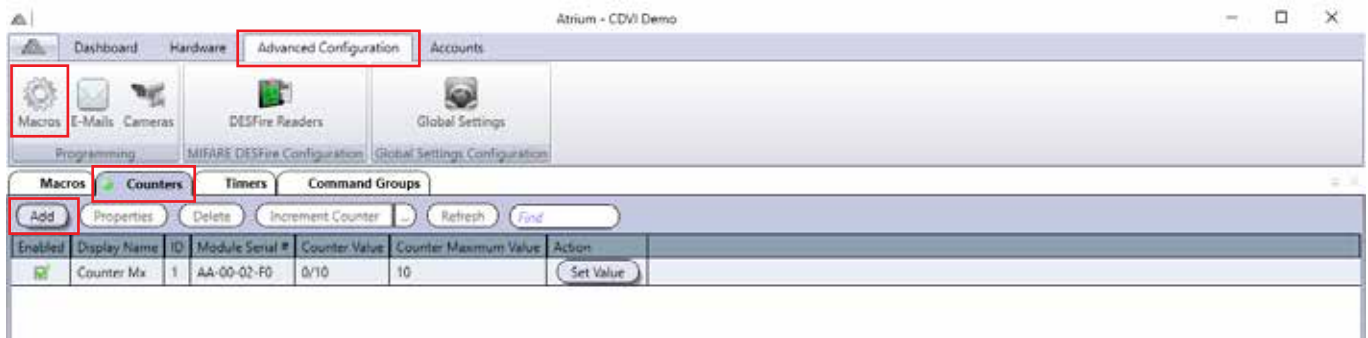 Atrium - CDVI Demo
Dashboard Hardware Advanced Configuration Accounts
Macros E-Mails Cameras DESFire Readers Global Settings
Programming MIFARE DESFire Configuration Global Settings Configuration
Macros Counters Timers Command Groups
Add Properties Delete Increment Counter ... Refresh Find
Enabled Display Name ID Module Serial # Counter Value Counter Maximum Value Action
Counter Mx 1 AA-00-02-F0 0/10 10 Set Value